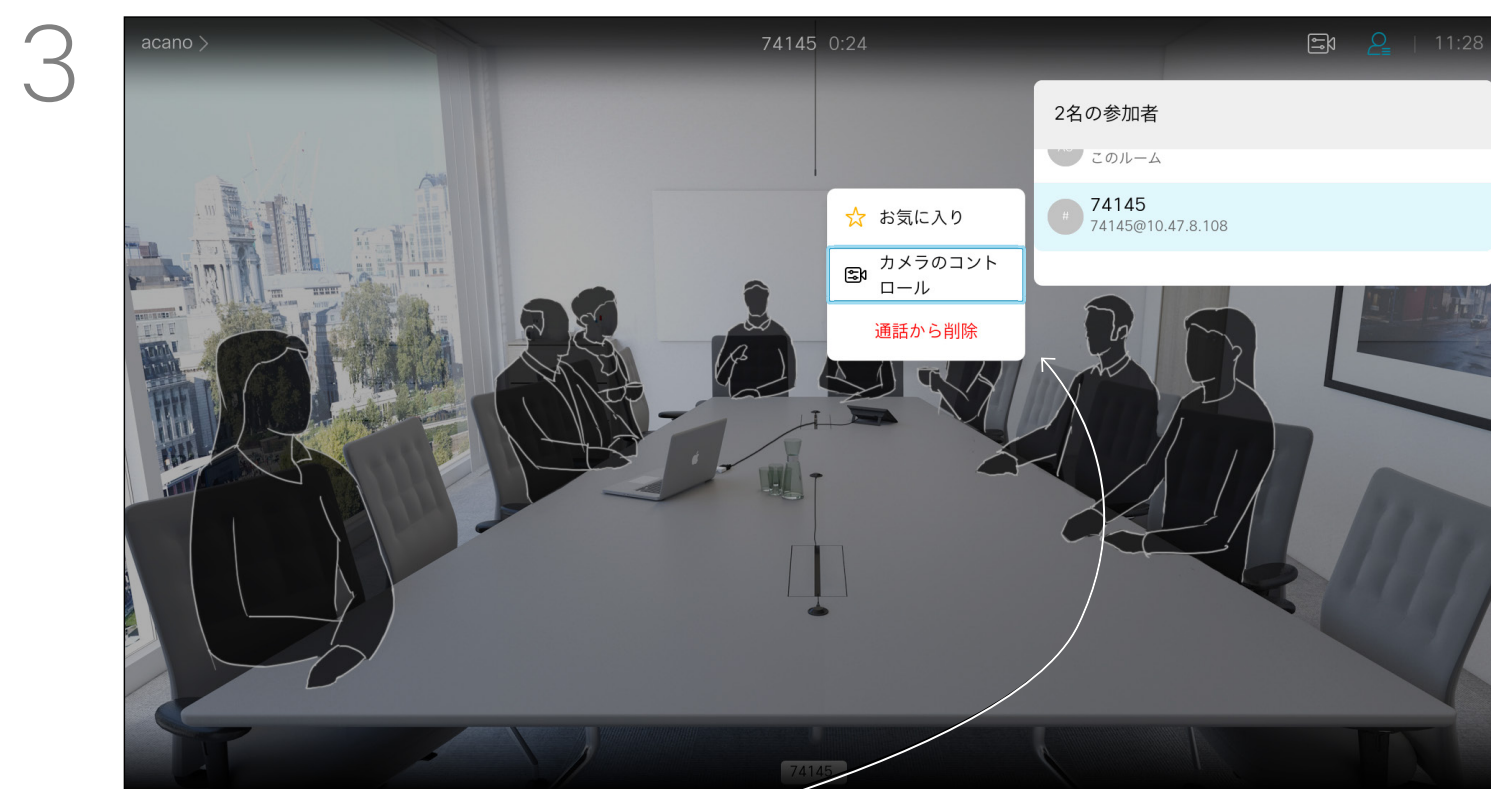 3
acano >
74145 0:24
11:28
2名の参加者
このルーム
お気に入り
カメラのコント
ロール
通話から削除
#
74145
74145@10.47.8.108
74145